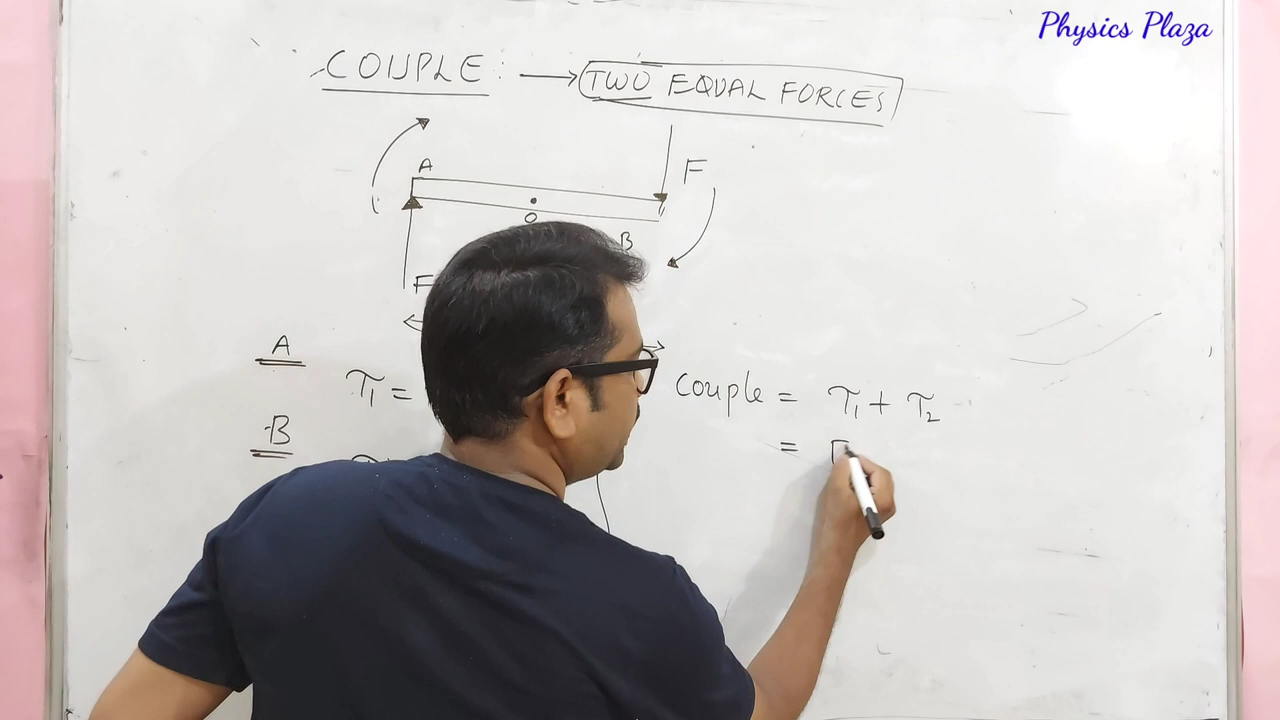 Physics Plaza
COUPLE : → TWO EQUAL FORCES
A
F
O
B
F
A
τ₁ =
couple = τ₁ + τ₂
B
=